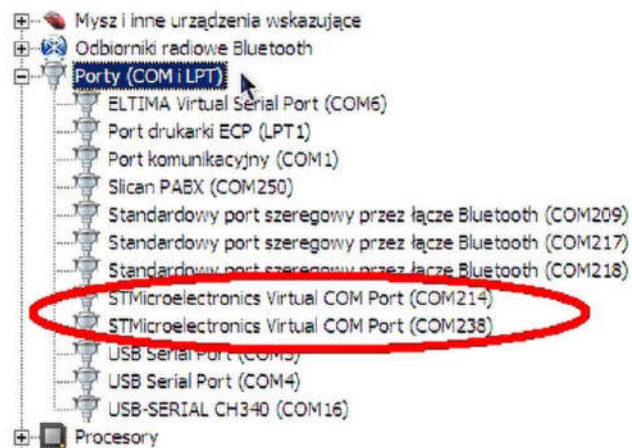 Mysz i inne urządzenia wskazujące
Odbiorniki radiowe Bluetooth
Porty (COM i LPT)
ELTIMA Virtual Serial Port (COM6)
Port drukarki ECP (LPT1)
Port komunikacyjny (COM1)
Slican PABX (COM250)
Standardowy port szeregowy przez łącze Bluetooth (COM209)
Standardowy port szeregowy przez łącze Bluetooth (COM217)
Standardowy port szeregowy przez łącze Bluetooth (COM218)
STMicroelectronics Virtual COM Port (COM214)
STMicroelectronics Virtual COM Port (COM238)
USB Serial Port
USB Serial Port (COM4)
USB-SERIAL CH340 (COM16)
Procesory